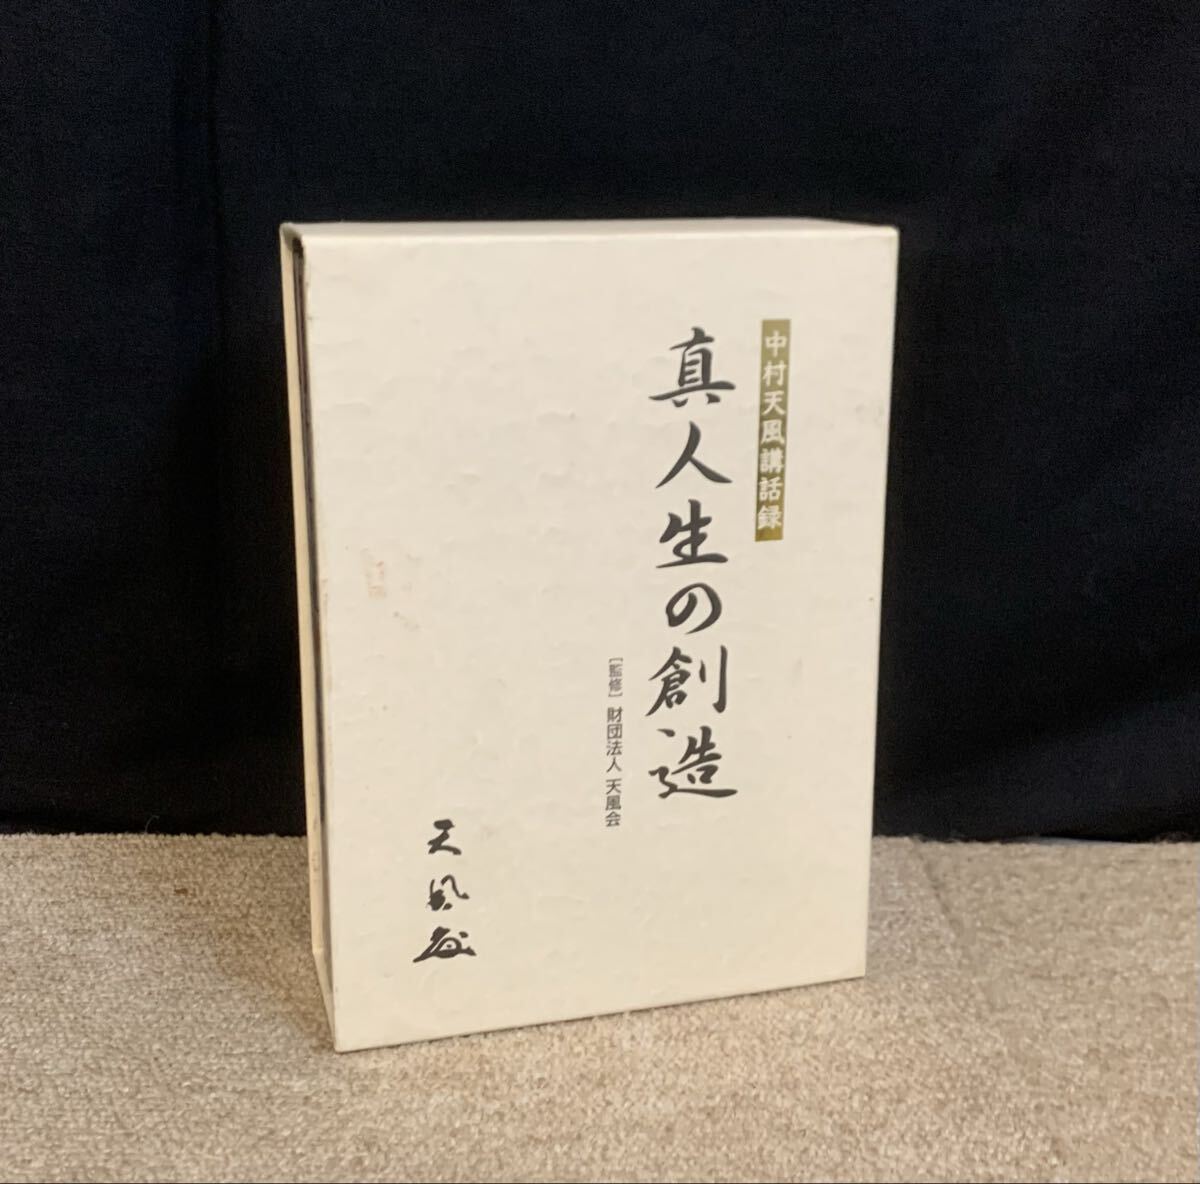 中村天風講話録
真人生の創造
［監修］財団法人 天風会
天風